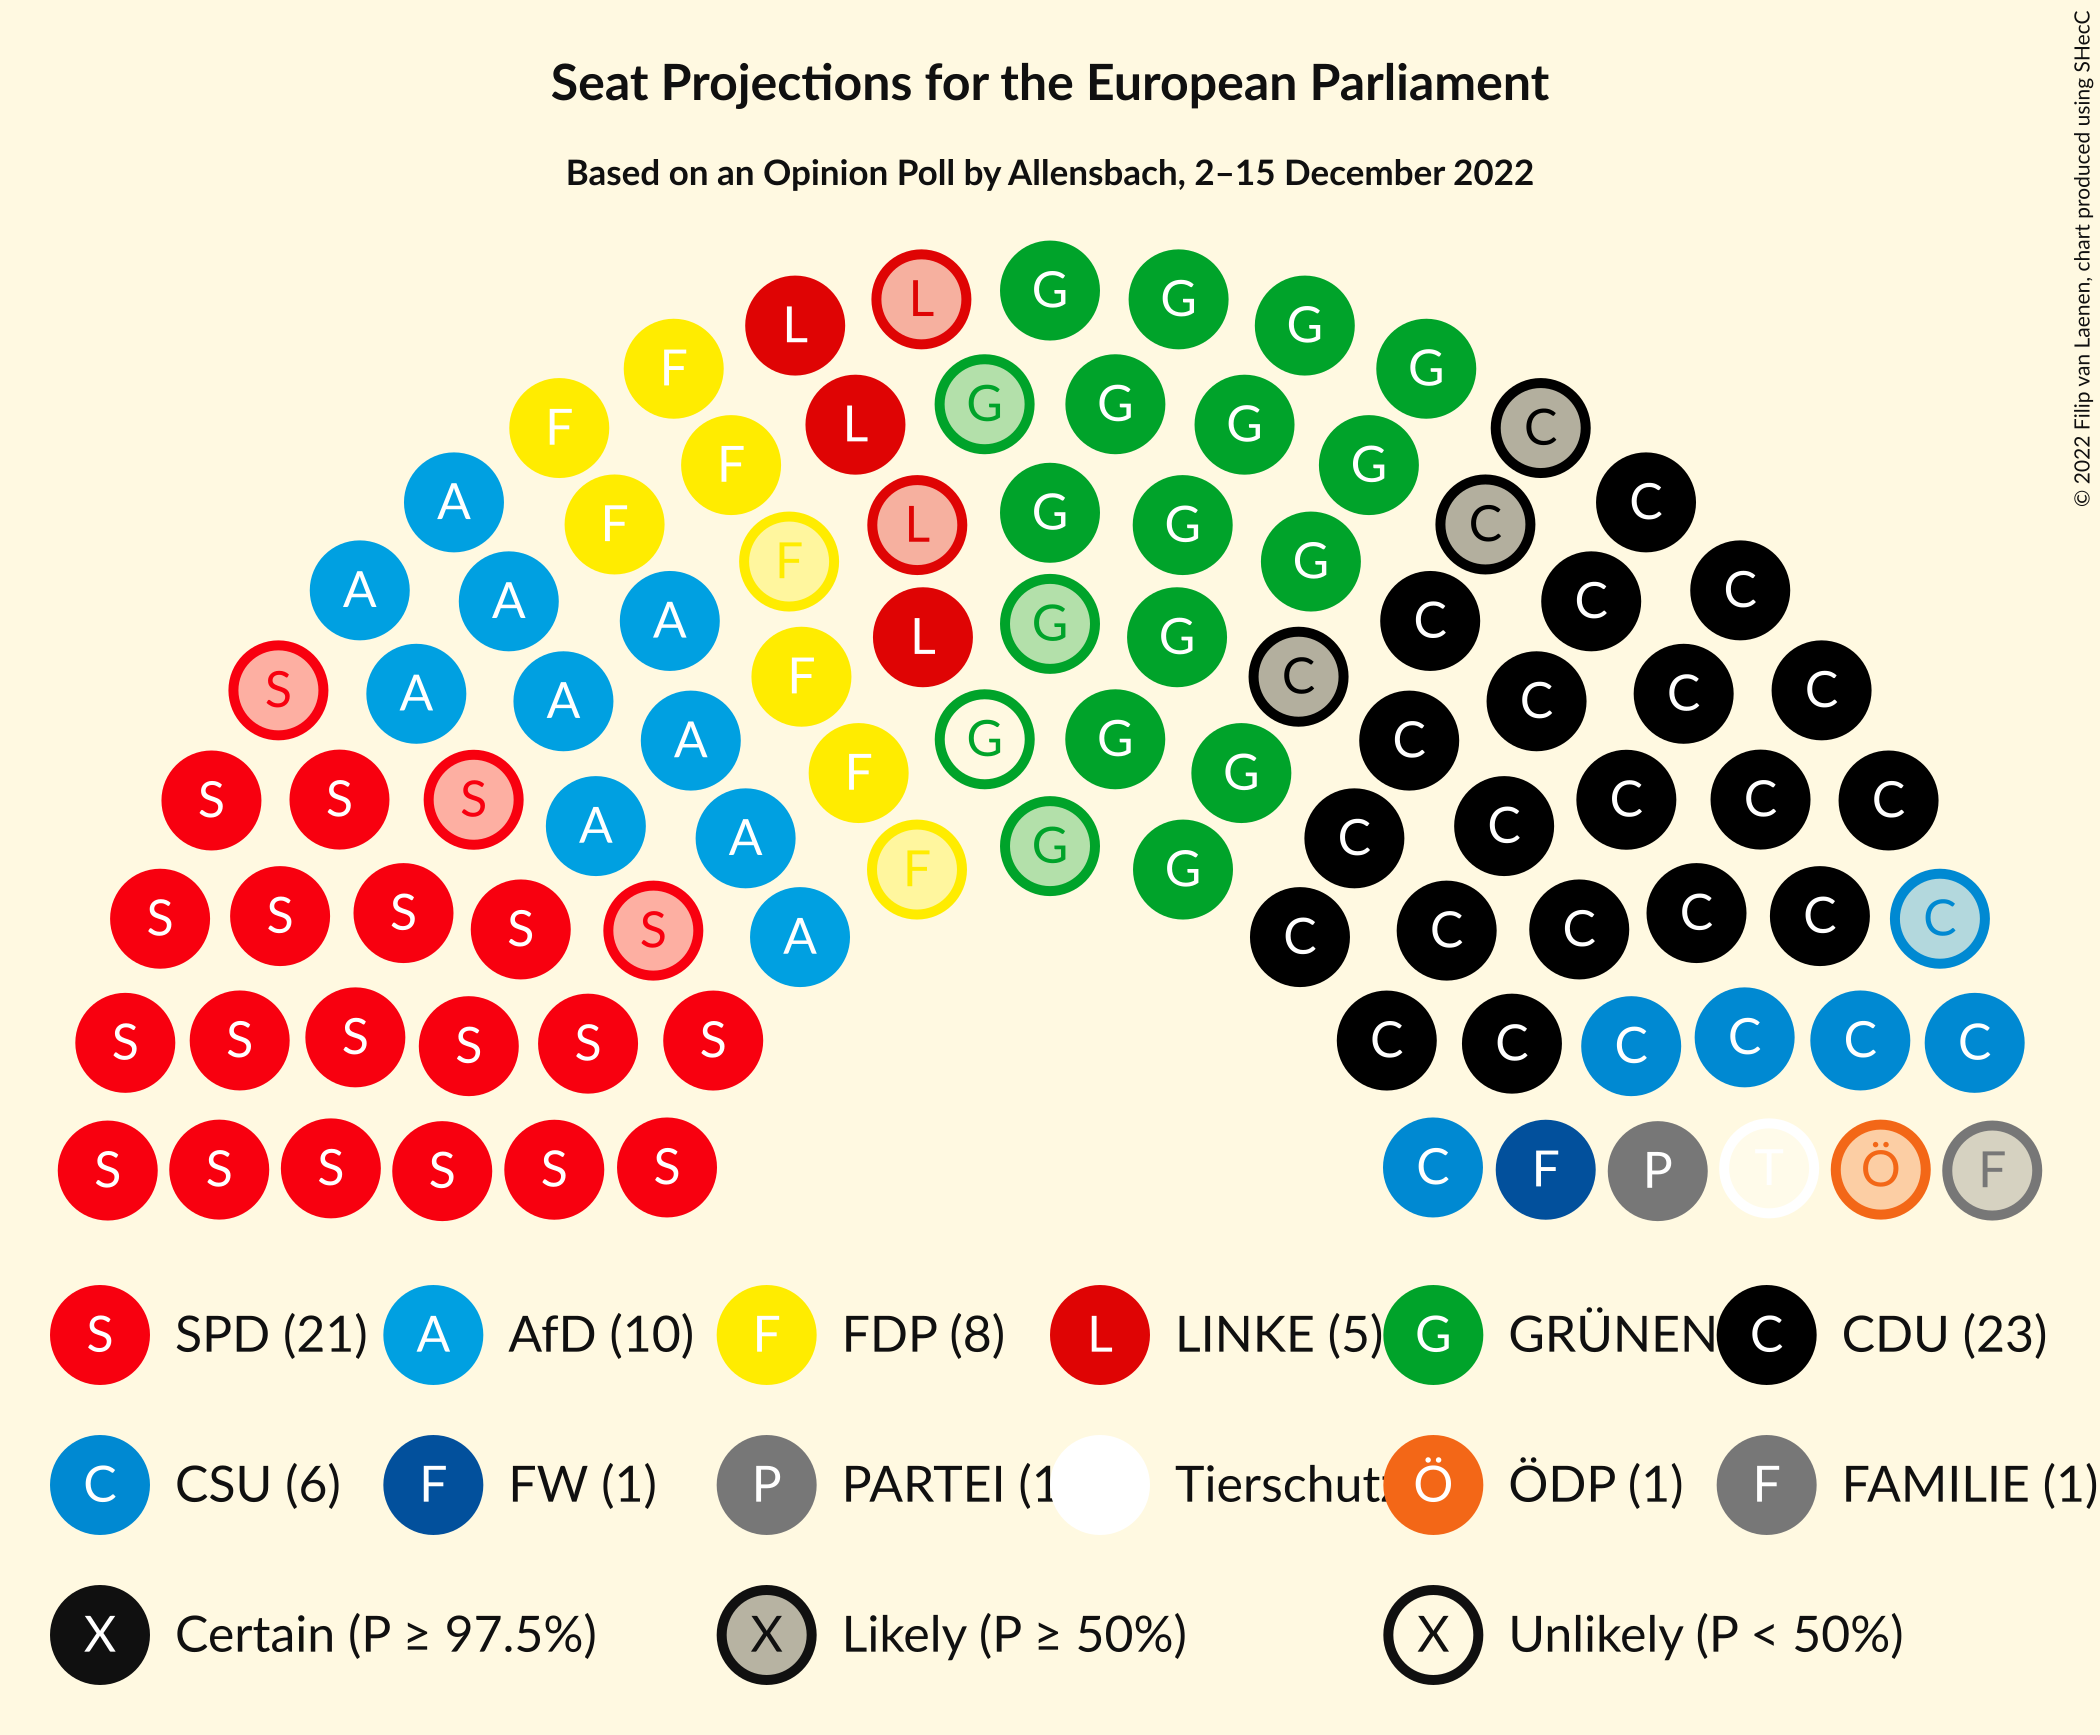 Seat Projections for the European Parliament
Based on an Opinion Poll by Allensbach, 2–15 December 2022
© 2022 Filip van Laenen, chart produced using SHecC
L G G G
L
F G
F L G G G G C
A F F L G G G C C
A A A F F L G G G C C C C
S A A A F G G G C C C C C
S S S A A F G G C C C C C
S S S S S A C C C C C C
S S S S S S C C C C C C
S S S S S S C F P T Ö F
S SPD (21) A AfD (10) F FDP (8) L LINKE (5) G GRÜNEN C CDU (23)
C CSU (6) F FW (1) P PARTEI (1 Tierschutz Ö ÖDP (1) F FAMILIE (1)
X Certain (P ≥ 97.5%) X Likely (P ≥ 50%) X Unlikely (P < 50%)